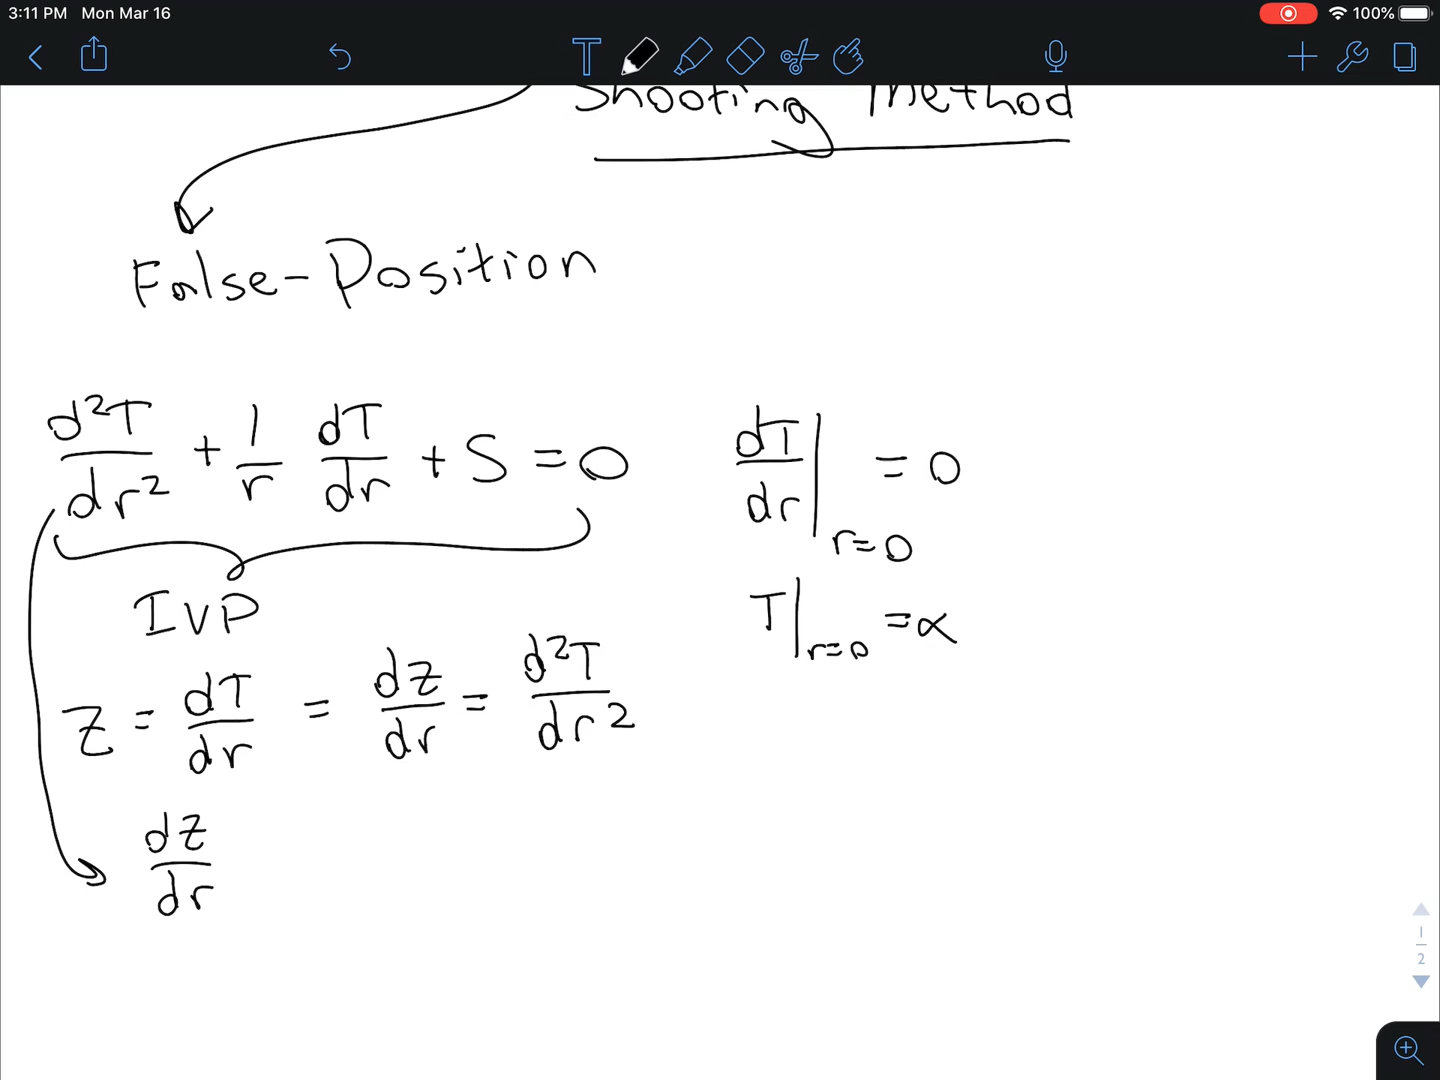 3:11 PM Mon Mar 16 100%
T
Shooting Method
False-Position
d²T/dr² + 1/r dT/dr + S = 0
dT/dr|r=0 = 0
IVP
T|r=0 = α
z = dT/dr = dz/dr = d²T/dr²
dz/dr
1
2